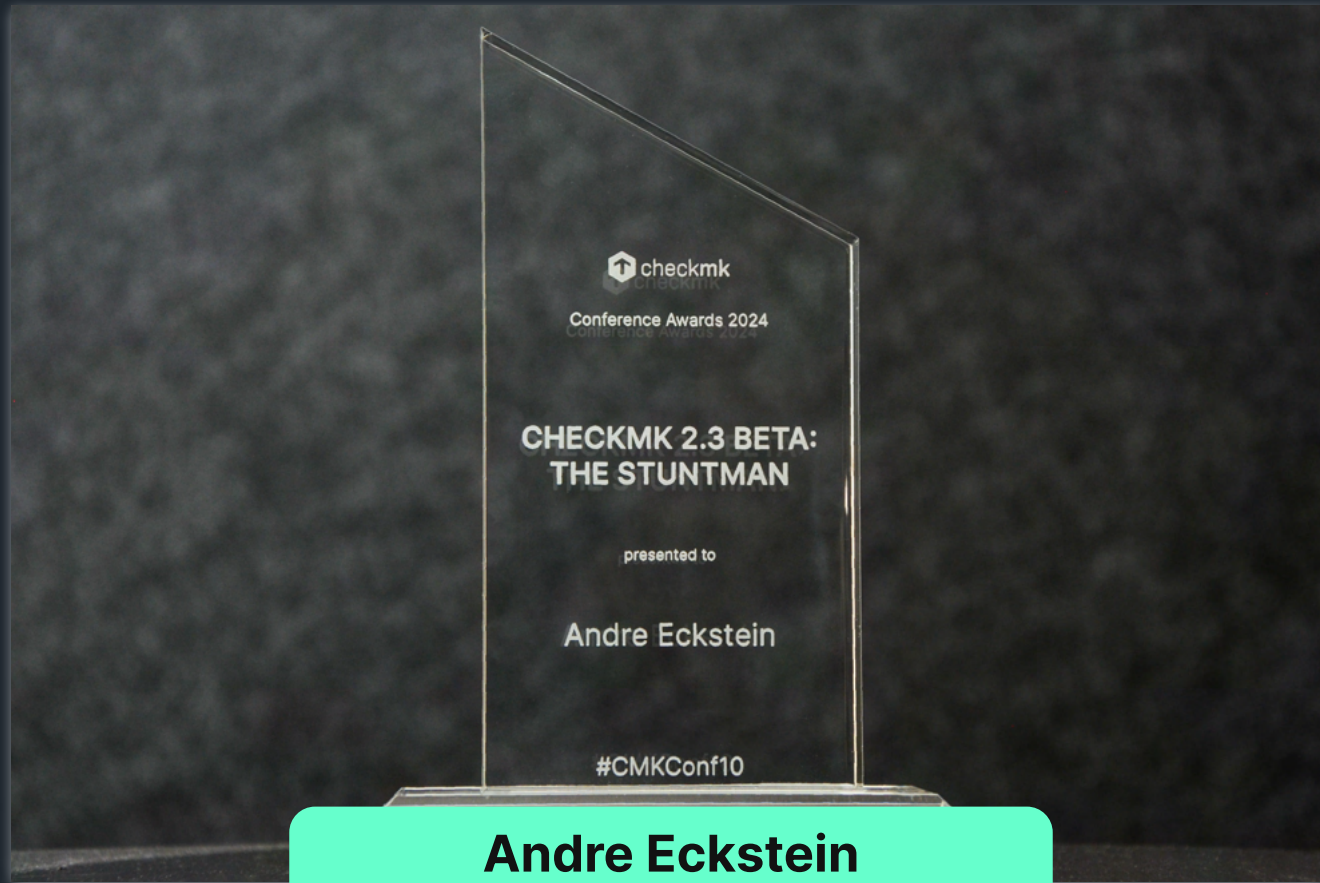 checkmk
Conference Awards 2024
CHECKMK 2.3 BETA:
THE STUNTMAN
presented to
Andre Eckstein
#CMKConf10
Andre Eckstein